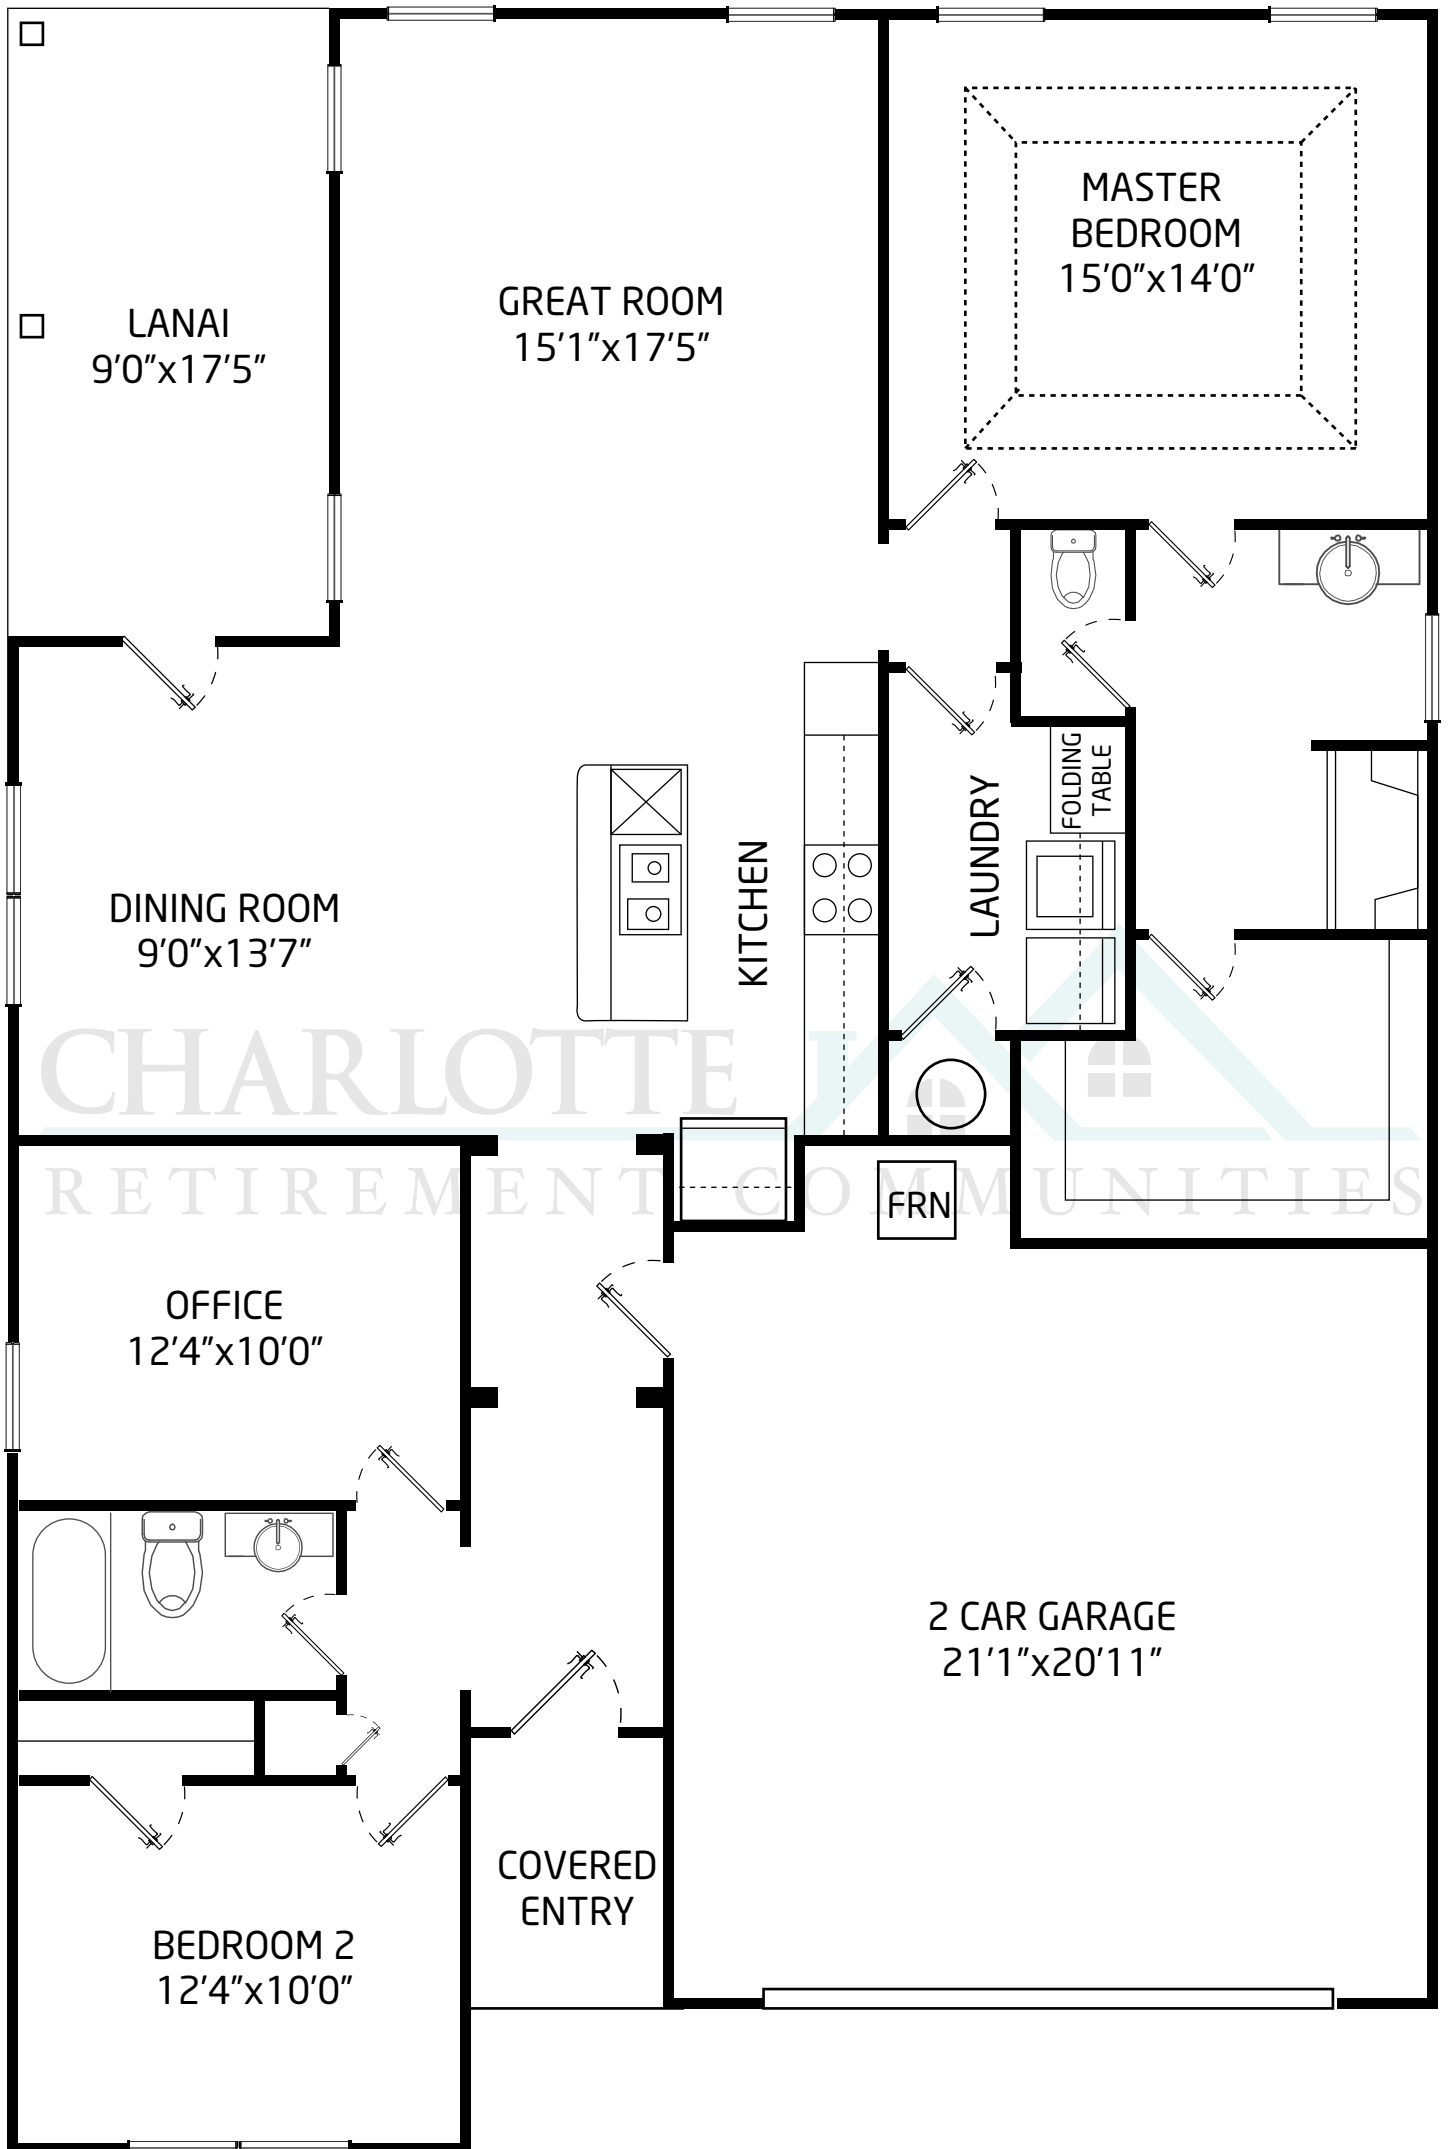 MASTER
BEDROOM
15'0"x14'0"
GREAT ROOM
15'1"x17'5"
LANAI
9'0"x17'5"
FOLDING
TABLE
LAUNDRY
KITCHEN
DINING ROOM
9'0"x13'7"
CHARLOTTE
RETIREMENT COMMUNITIES
FRN
OFFICE
12'4"x10'0"
2 CAR GARAGE
21'1"x20'11"
COVERED
ENTRY
BEDROOM 2
12'4"x10'0"